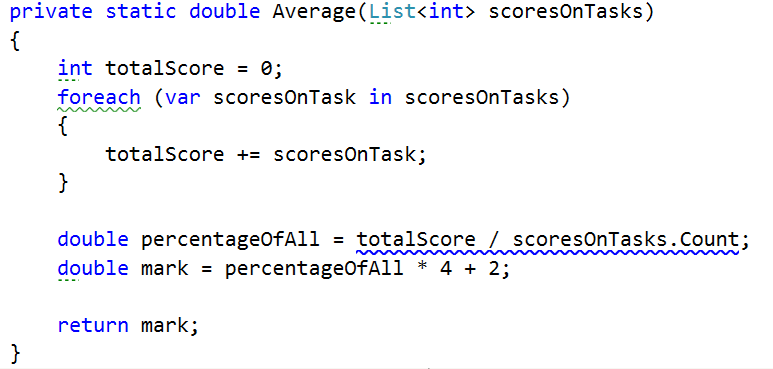 private static double Average(List<int> scoresOnTasks)
{
    int totalScore = 0;
    foreach (var scoresOnTask in scoresOnTasks)
    {
        totalScore += scoresOnTask;
    }

    double percentageOfAll = totalScore / scoresOnTasks.Count;
    double mark = percentageOfAll * 4 + 2;

    return mark;
}